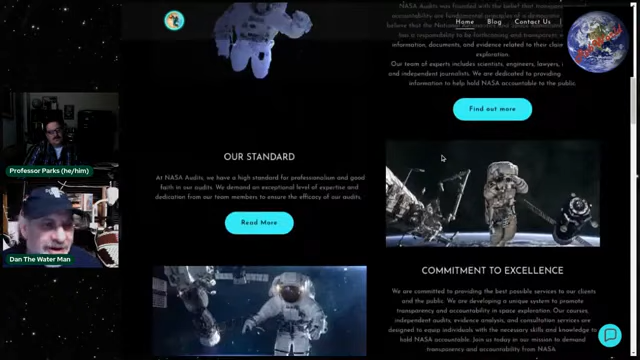 Home Blog Contact Us
NASA Audits was founded with the belief that
accountability are fundamental principles of a
believe that the
has a responsibility to be forthcoming and
information, documents, and evidence related to their
exploration.
Our team of experts includes scientists, engineers, lawyers,
and independent journalists. We are dedicated to providing
information to help hold NASA accountable to the public.
Find out more
OUR STANDARD
At NASA Audits, we have a high standard for professionalism and good
faith in our audits. We demand an exceptional level of expertise and
dedication from our team members to ensure the efficacy of our audits.
Read More
Professor Parks (he/him)
Dan The Water Man
COMMITMENT TO EXCELLENCE
We are committed to providing the best possible services to our clients
and the public. We are developing a unique system to promote
transparency and accountability in space exploration. Our courses,
independent audits, evidence analysis, and consultation services are
designed to equip individuals with the necessary skills and knowledge to
hold NASA accountable. Join us today in our mission to demand
transparency and accountability from NASA